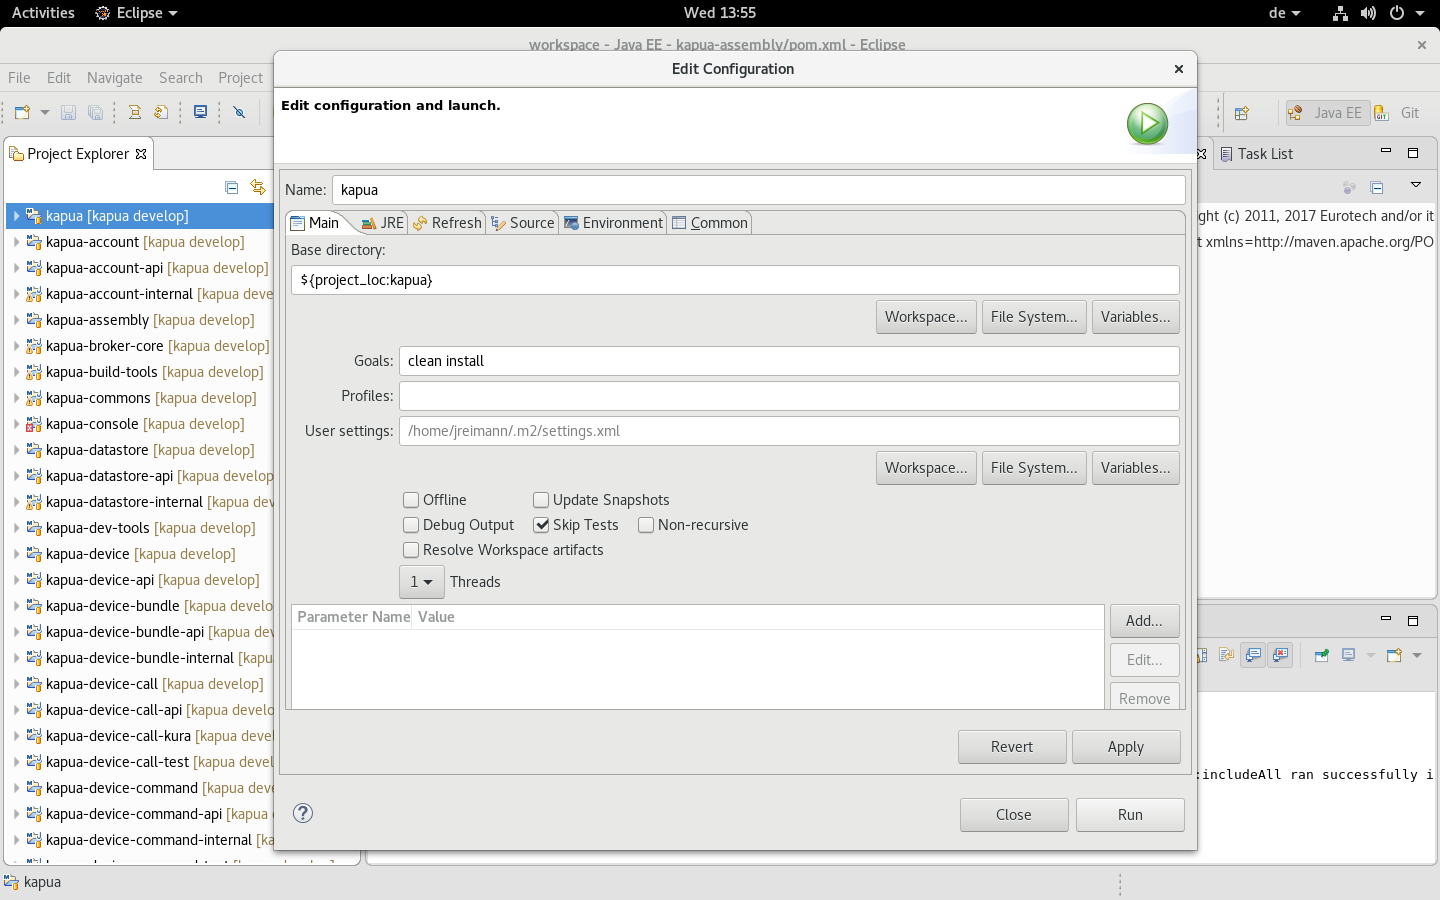 Activities Eclipse Wed 13:55 de
workspace - Java EE - kapua-assembly/pom.xml - Eclipse
File Edit Navigate Search Project
Edit Configuration
Edit configuration and launch.
Java EE Git
Project Explorer
Task List
Name: kapua
Main JRE Refresh Source Environment Common
Base directory:
${project_loc:kapua}
Workspace... File System... Variables...
Goals: clean install
Profiles:
User settings: /home/jreimann/.m2/settings.xml
Workspace... File System... Variables...
Offline Update Snapshots
Debug Output Skip Tests Non-recursive
Resolve Workspace artifacts
1 Threads
Parameter Name Value
Add...
Edit...
Remove
Revert Apply
Close Run
kapua [kapua develop]
kapua-account [kapua develop]
kapua-account-api [kapua develop]
kapua-account-internal [kapua deve
kapua-assembly [kapua develop]
kapua-broker-core [kapua develop]
kapua-build-tools [kapua develop]
kapua-commons [kapua develop]
kapua-console [kapua develop]
kapua-datastore [kapua develop]
kapua-datastore-api [kapua develop
kapua-datastore-internal [kapua dev
kapua-dev-tools [kapua develop]
kapua-device [kapua develop]
kapua-device-api [kapua develop]
kapua-device-bundle [kapua develo
kapua-device-bundle-api [kapua dev
kapua-device-bundle-internal [kapu
kapua-device-call [kapua develop]
kapua-device-call-api [kapua develo
kapua-device-call-kura [kapua devel
kapua-device-call-test [kapua devel
kapua-device-command [kapua deve
kapua-device-command-api [kapua
kapua-device-command-internal [ka
ght (c) 2011, 2017 Eurotech and/or it
t xmlns=http://maven.apache.org/PO
:includeAll ran successfully i
kapua